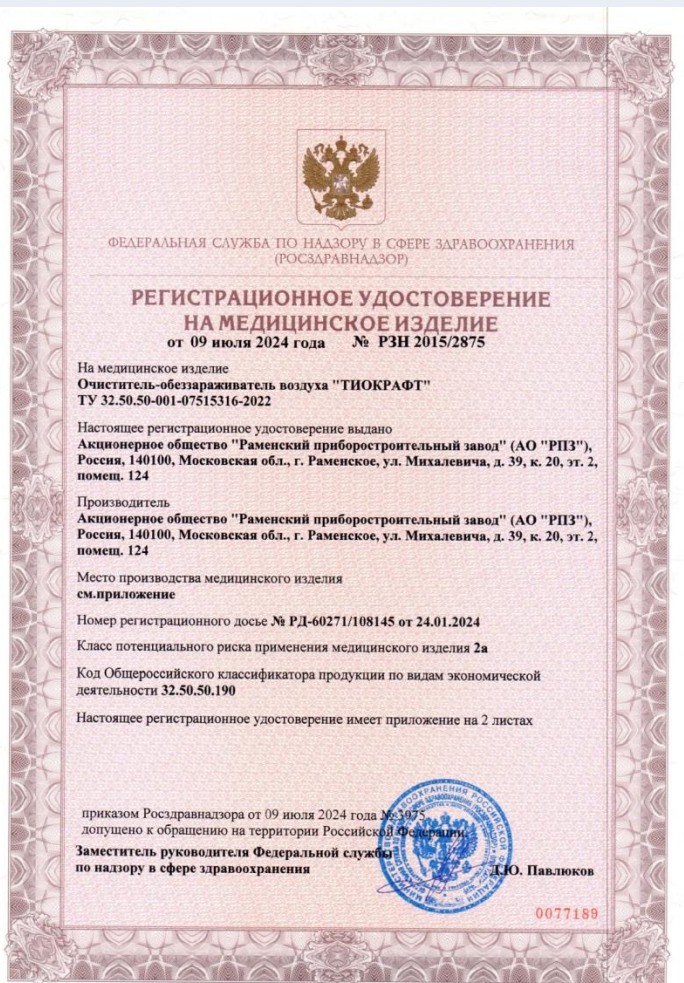 ФЕДЕРАЛЬНАЯ СЛУЖБА ПО НАДЗОРУ В СФЕРЕ ЗДРАВООХРАНЕНИЯ
(РОСЗДРАВНАДЗОР)
РЕГИСТРАЦИОННОЕ УДОСТОВЕРЕНИЕ
НА МЕДИЦИНСКОЕ ИЗДЕЛИЕ
от 09 июля 2024 года № РЗН 2015/2875
На медицинское изделие
Очиститель-обеззараживатель воздуха "ТИОКРАФТ"
ТУ 32.50.50-001-07515316-2022
Настоящее регистрационное удостоверение выдано
Акционерное общество "Раменский приборостроительный завод" (АО "РПЗ"),
Россия, 140100, Московская обл., г. Раменское, ул. Михалевича, д. 39, к. 20, эт. 2,
помещ. 124
Производитель
Акционерное общество "Раменский приборостроительный завод" (АО "РПЗ"),
Россия, 140100, Московская обл., г. Раменское, ул. Михалевича, д. 39, к. 20, эт. 2,
помещ. 124
Место производства медицинского изделия
см.приложение
Номер регистрационного досье № РД-60271/108145 от 24.01.2024
Класс потенциального риска применения медицинского изделия 2а
Код Общероссийского классификатора продукции по видам экономической
деятельности 32.50.50.190
Настоящее регистрационное удостоверение имеет приложение на 2 листах
приказом Росздравнадзора от 09 июля 2024 года № 3975
допущено к обращению на территории Российской Федерации.
Заместитель руководителя Федеральной службы
по надзору в сфере здравоохранения
Д.Ю. Павлюков
0077189